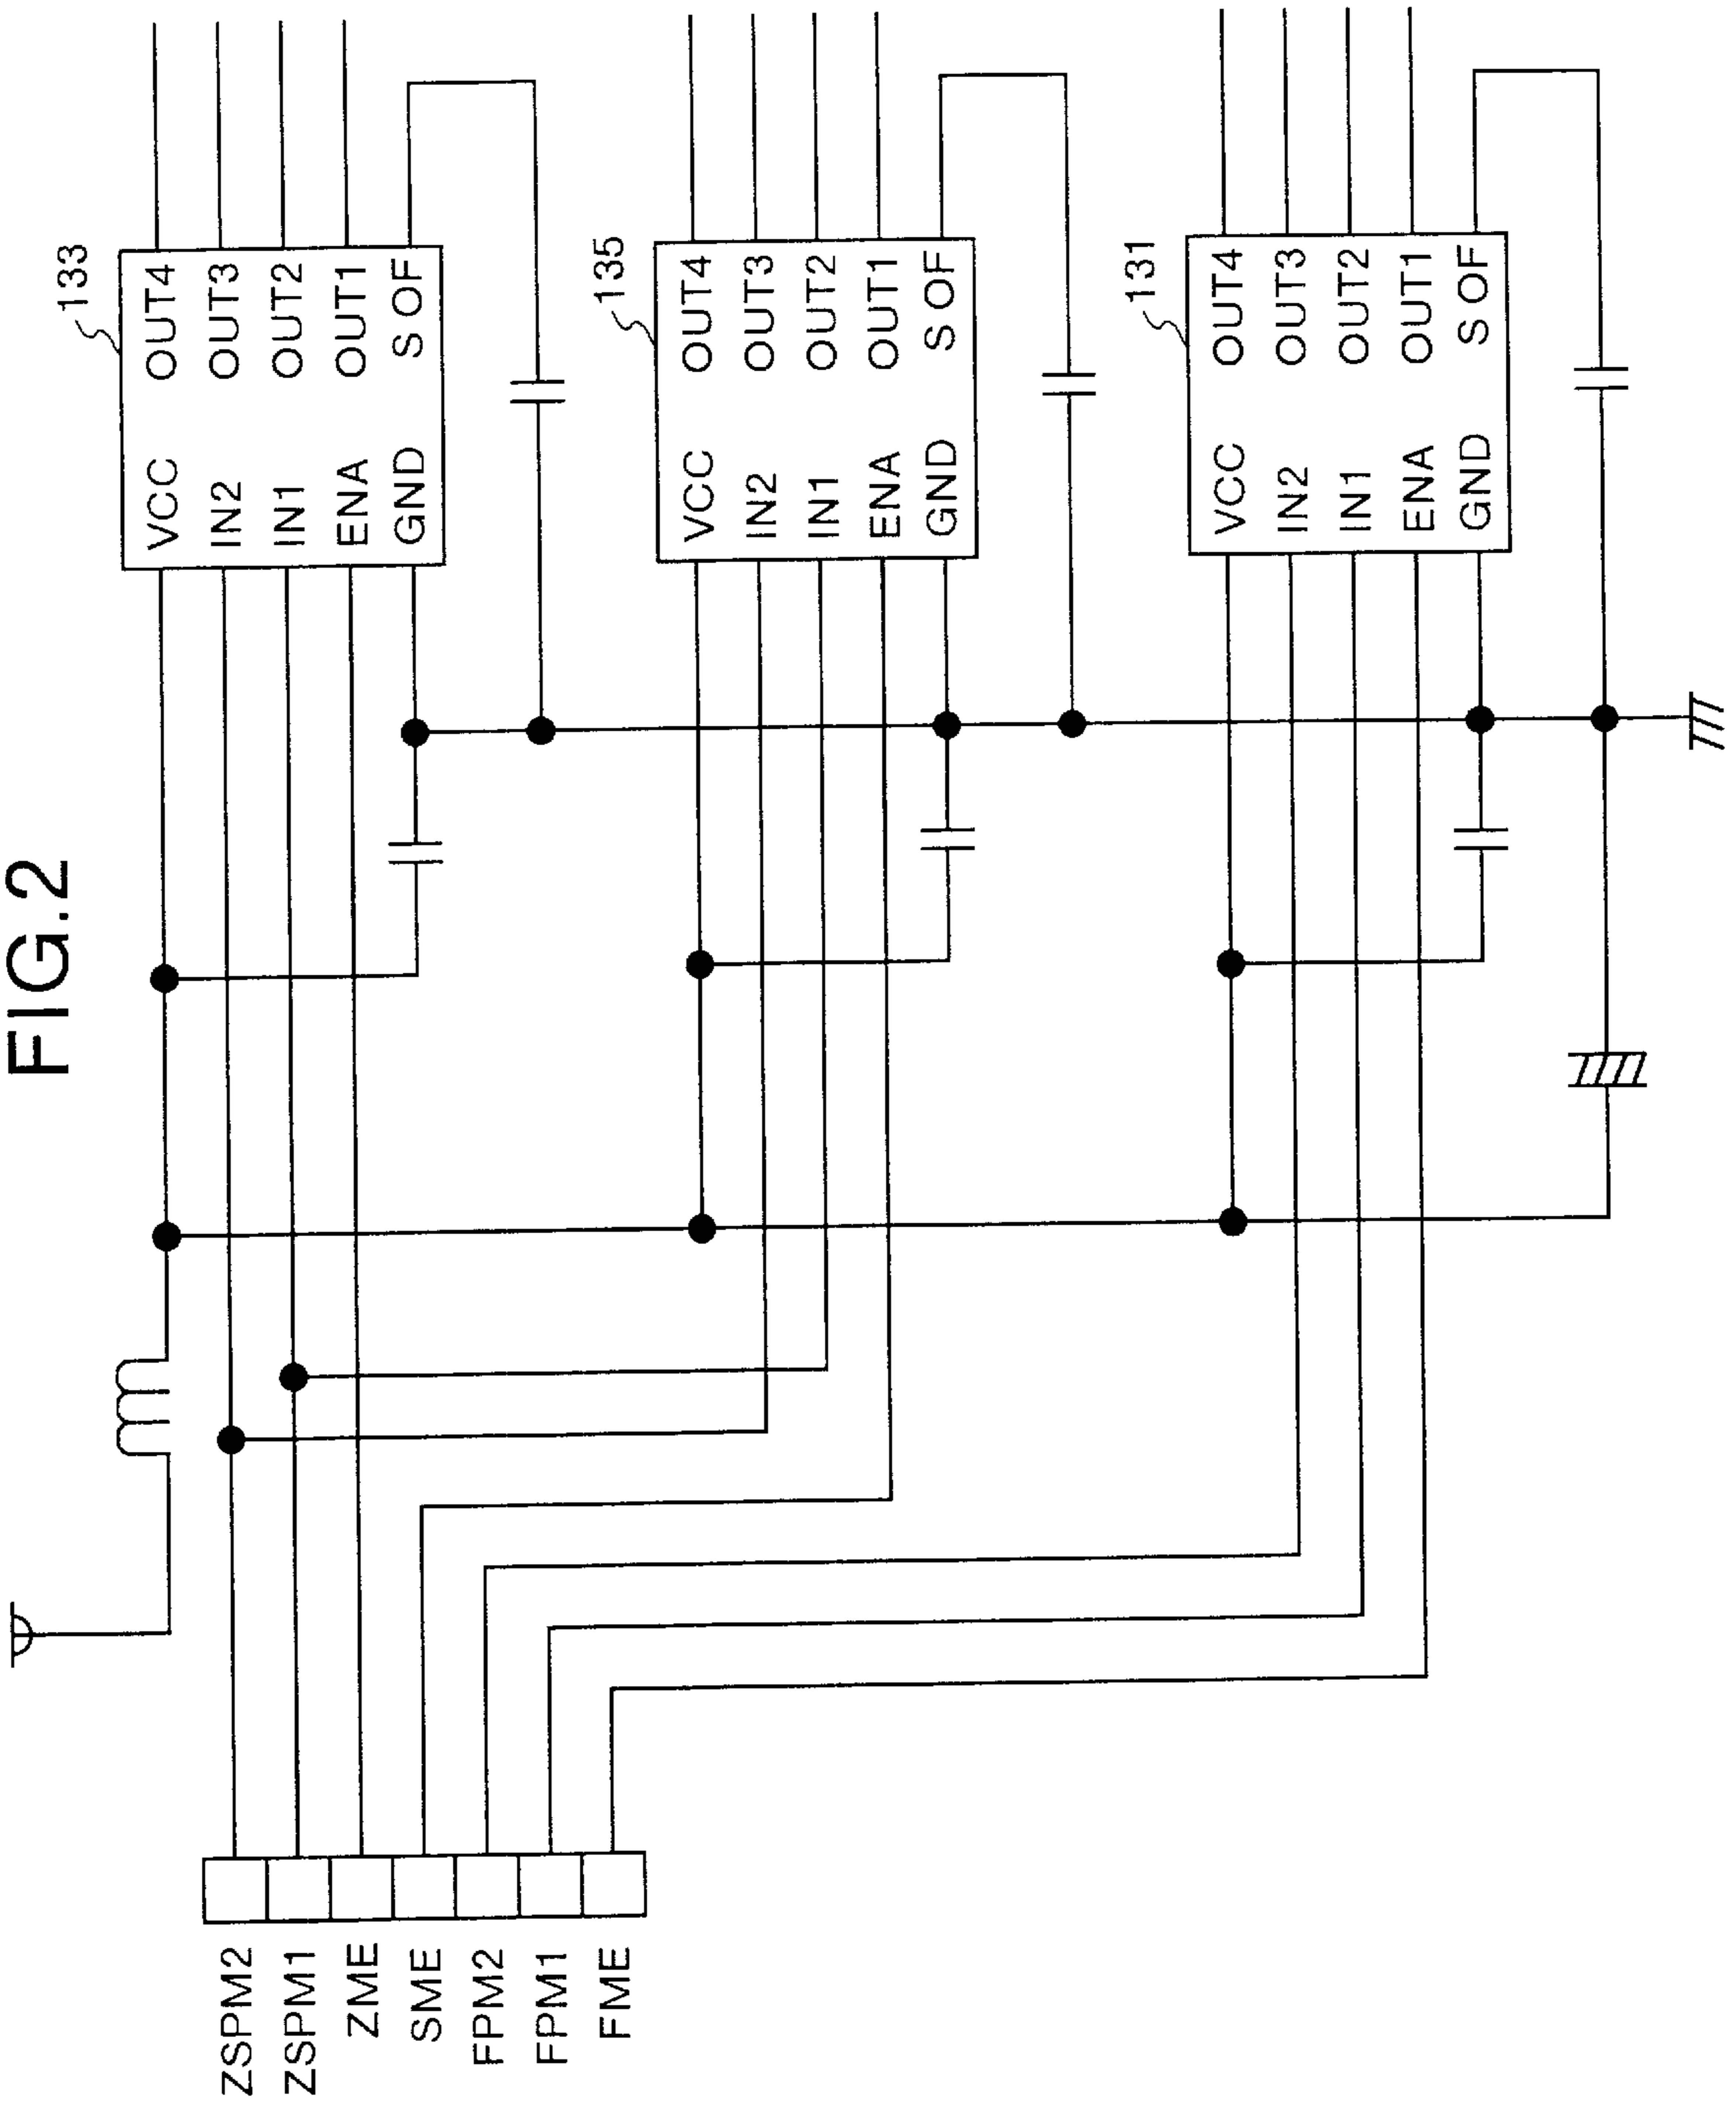 FIG.2
ZSPM2
ZSPM1
ZME
SME
FPM2
FPM1
FME
133
VCC OUT4
IN2 OUT3
IN1 OUT2
ENA OUT1
GND S OF
135
VCC OUT4
IN2 OUT3
IN1 OUT2
ENA OUT1
GND S OF
131
VCC OUT4
IN2 OUT3
IN1 OUT2
ENA OUT1
GND S OF